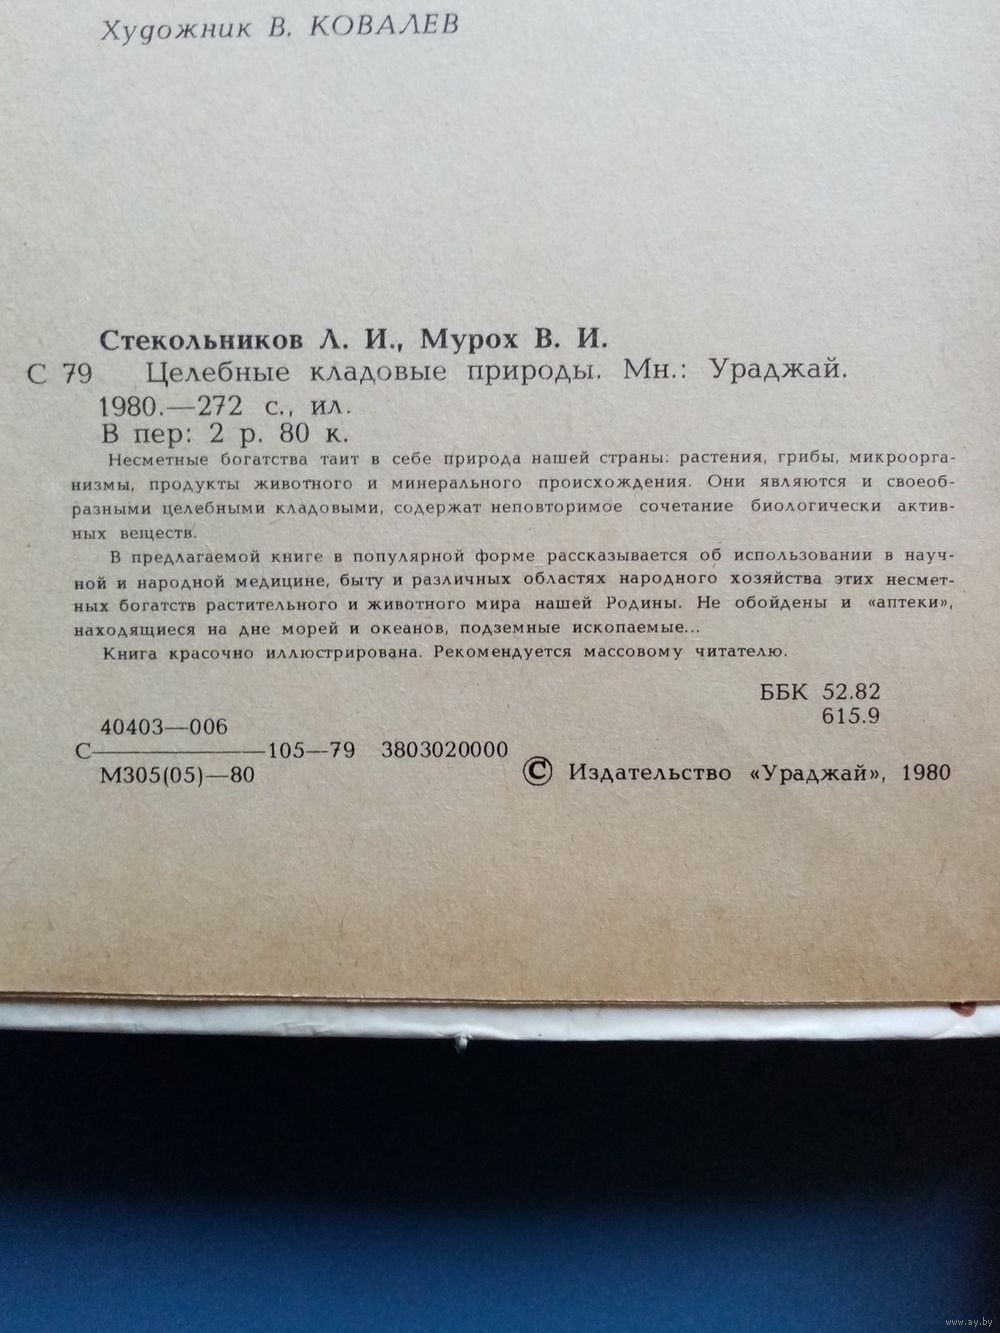 Художник В. КОВАЛЕВ
Стекольников Л. И., Мурох В. И.
С 79 Целебные кладовые природы. Мн.: Ураджай.
1980.—272 с., ил.
В пер: 2 р. 80 к.
Несметные богатства таит в себе природа нашей страны: растения, грибы, микроорга-
низмы, продукты животного и минерального происхождения. Они являются и своеоб-
разными целебными кладовыми, содержат неповторимое сочетание биологически актив-
ных веществ.
В предлагаемой книге в популярной форме рассказывается об использовании в науч-
ной и народной медицине, быту и различных областях народного хозяйства этих несмет-
ных богатств растительного и животного мира нашей Родины. Не обойдены и «аптеки»,
находящиеся на дне морей и океанов, подземные ископаемые...
Книга красочно иллюстрирована. Рекомендуется массовому читателю.
ББК 52.82
615.9
40403—006
С————105—79 3803020000
М305(05)—80
© Издательство «Ураджай», 1980
www.ay.by